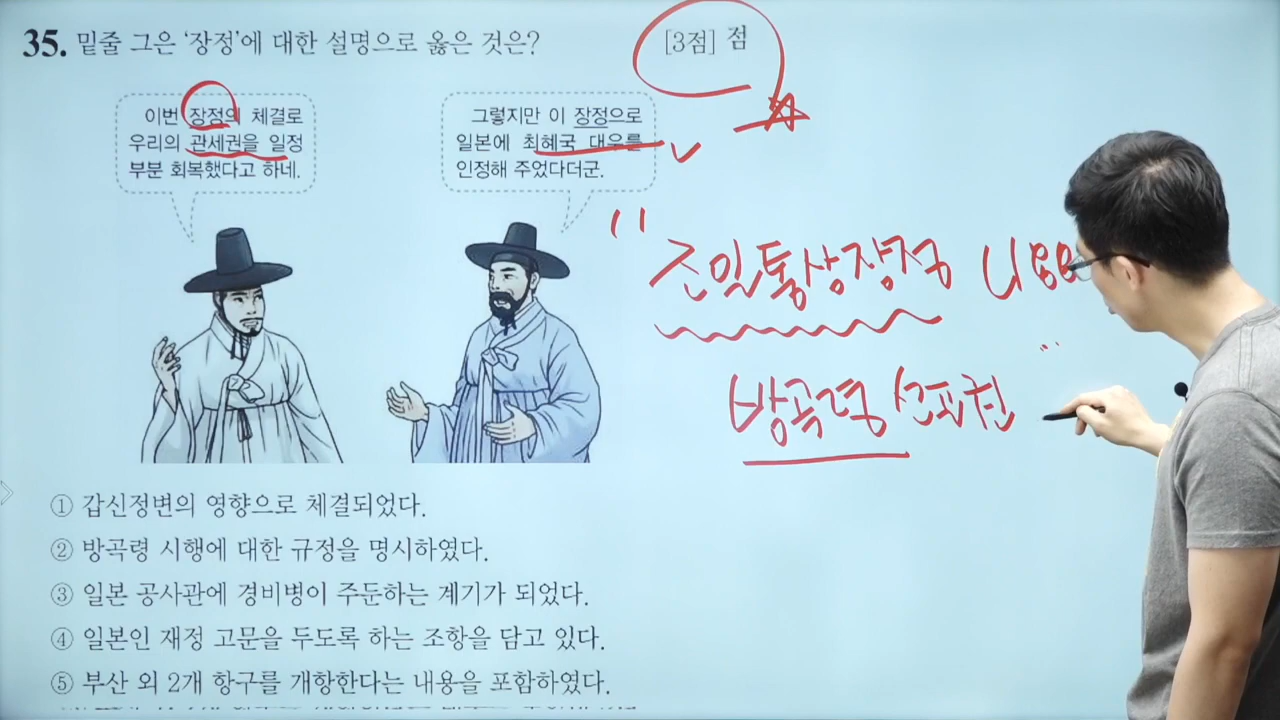 35. 밑줄 그은 '장정'에 대한 설명으로 옳은 것은? [3점] 점
이번 장정의 체결로
우리의 관세권을 일정
부분 회복했다고 하네.
그렇지만 이 장정으로
일본에 최혜국 대우를
인정해 주었다더군.
조일통상장정
방곡령 선포권
① 갑신정변의 영향으로 체결되었다.
② 방곡령 시행에 대한 규정을 명시하였다.
③ 일본 공사관에 경비병이 주둔하는 계기가 되었다.
④ 일본인 재정 고문을 두도록 하는 조항을 담고 있다.
⑤ 부산 외 2개 항구를 개항한다는 내용을 포함하였다.